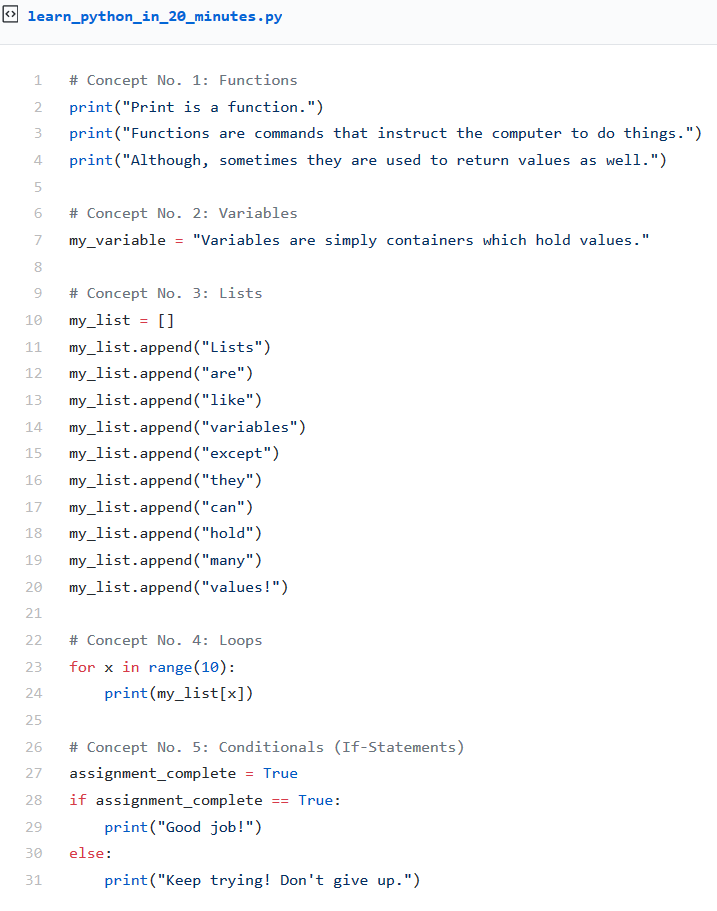 learn_python_in_20_minutes.py
1 # Concept No. 1: Functions
2 print("Print is a function.")
3 print("Functions are commands that instruct the computer to do things.")
4 print("Although, sometimes they are used to return values as well.")
5
6 # Concept No. 2: Variables
7 my_variable = "Variables are simply containers which hold values."
8
9 # Concept No. 3: Lists
10 my_list = []
11 my_list.append("Lists")
12 my_list.append("are")
13 my_list.append("like")
14 my_list.append("variables")
15 my_list.append("except")
16 my_list.append("they")
17 my_list.append("can")
18 my_list.append("hold")
19 my_list.append("many")
20 my_list.append("values!")
21
22 # Concept No. 4: Loops
23 for x in range(10):
24     print(my_list[x])
25
26 # Concept No. 5: Conditionals (If-Statements)
27 assignment_complete = True
28 if assignment_complete == True:
29     print("Good job!")
30 else:
31     print("Keep trying! Don't give up.")